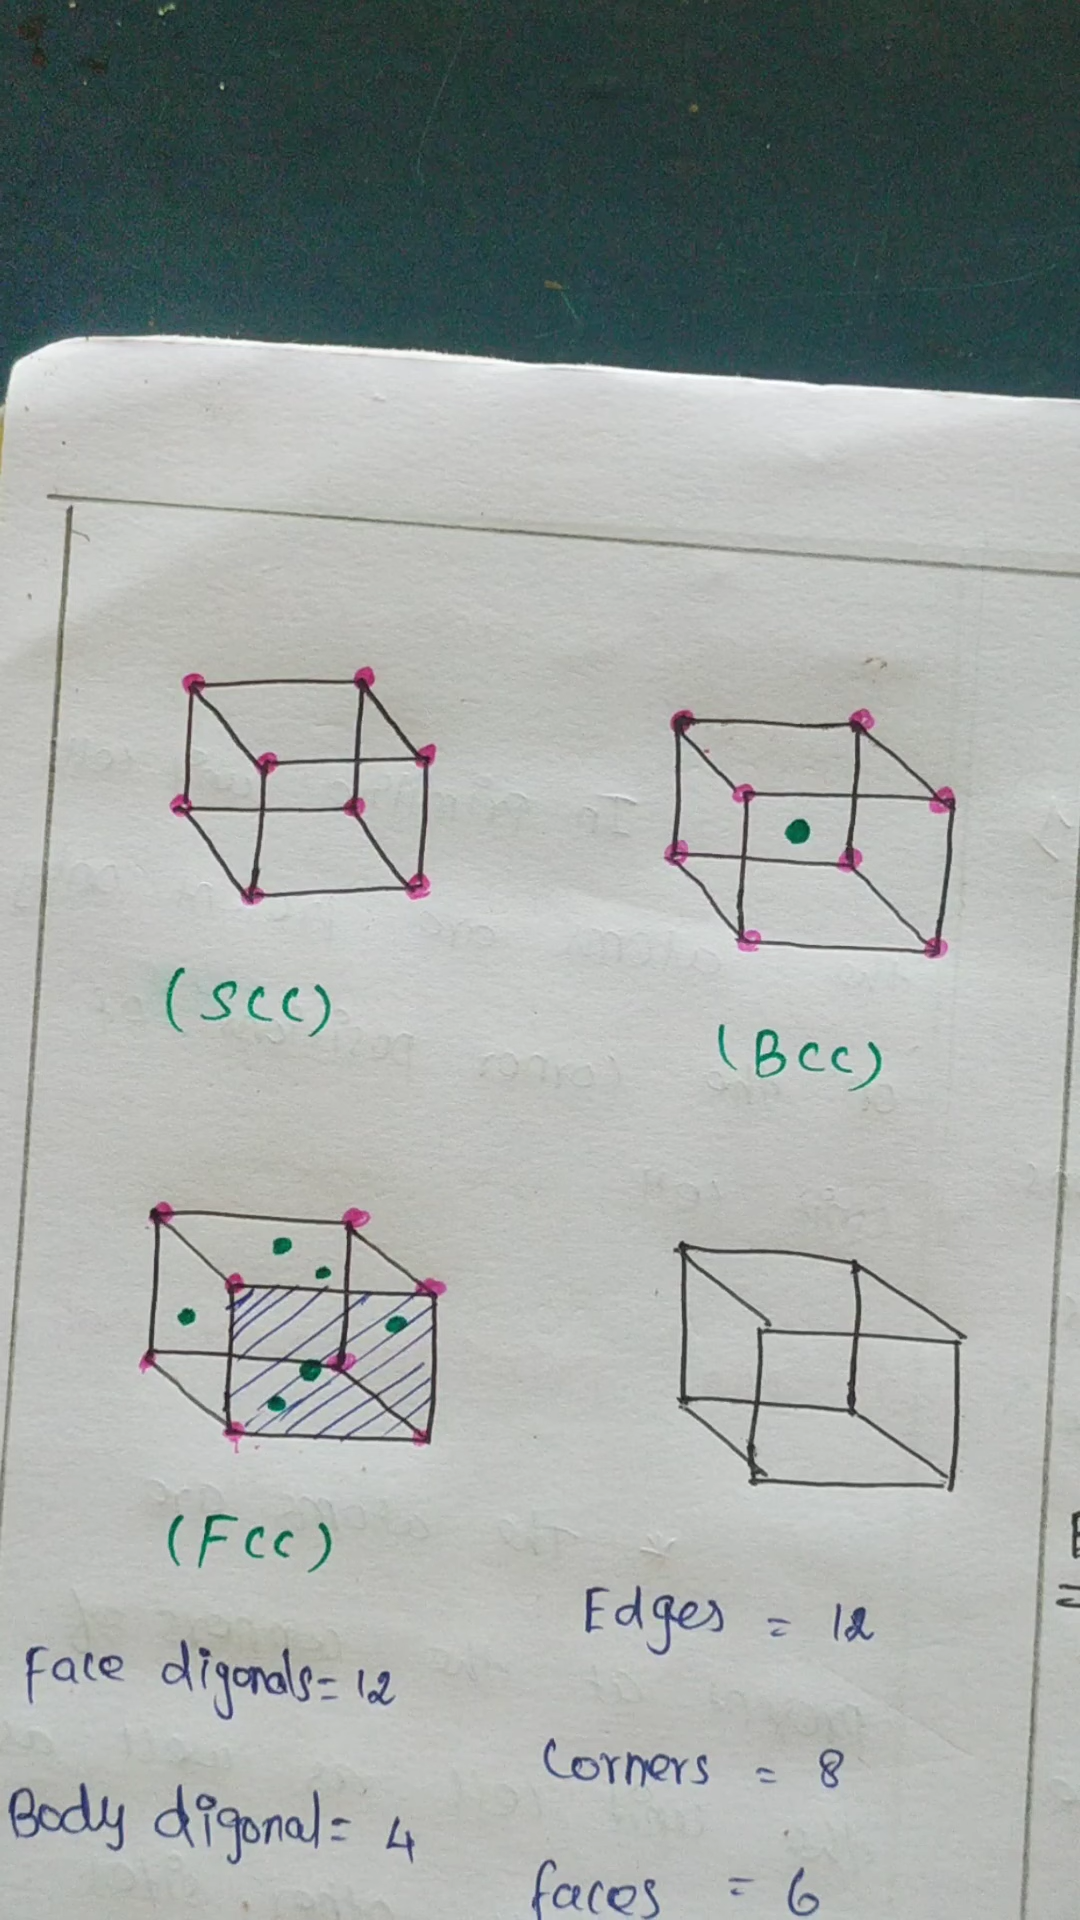 (SCC)
(BCC)
(FCC)
Edges = 12
Face digonals= 12
Corners = 8
Body digonal= 4
faces = 6